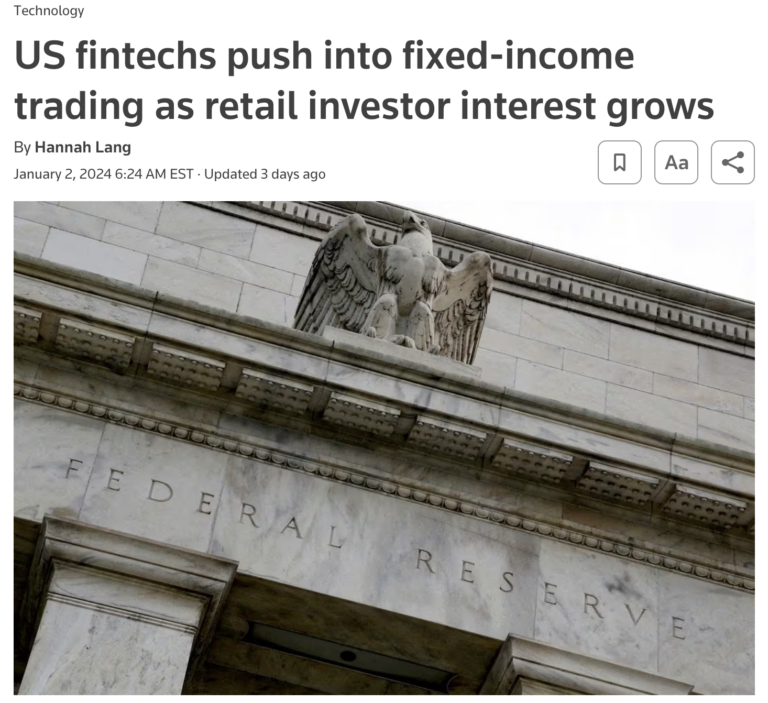 Technology
US fintechs push into fixed-income
trading as retail investor interest grows
By Hannah Lang
January 2, 2024 6:24 AM EST · Updated 3 days ago
Aa
FEDERAL RESERVE